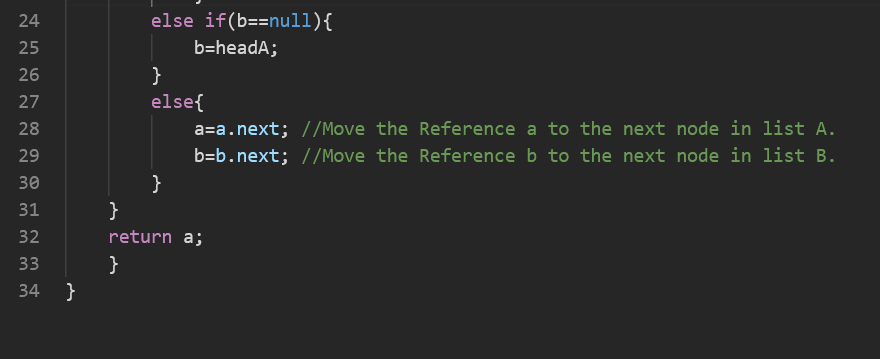 24 else if(b==null){
25 b=headA;
26 }
27 else{
28 a=a.next; //Move the Reference a to the next node in list A.
29 b=b.next; //Move the Reference b to the next node in list B.
30 }
31 }
32 return a;
33 }
34 }